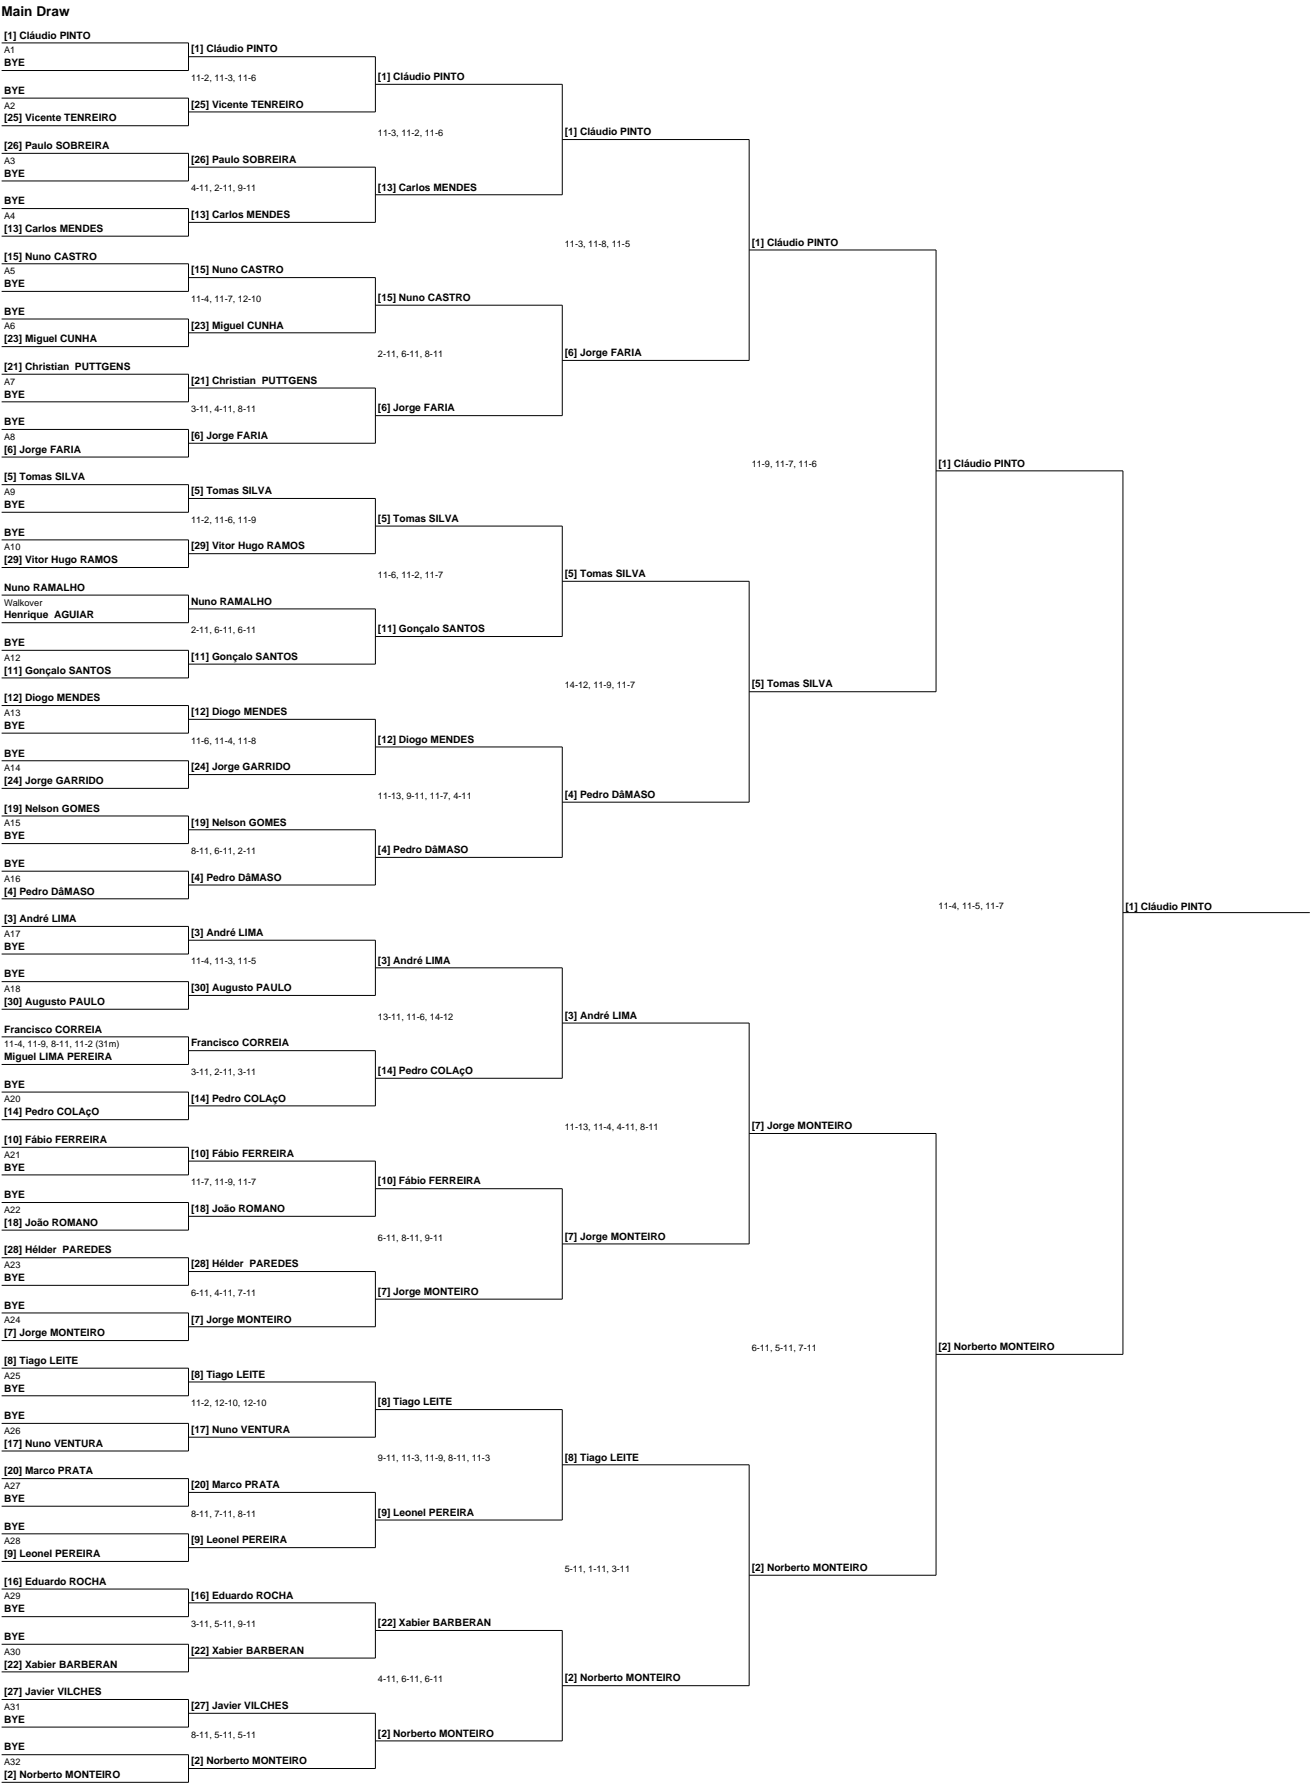 Main Draw
[1] Cláudio PINTO
A1
BYE
[1] Cláudio PINTO
11-2, 11-3, 11-6
[1] Cláudio PINTO
BYE
A2
[25] Vicente TENREIRO
[25] Vicente TENREIRO
11-3, 11-2, 11-6
[1] Cláudio PINTO
[26] Paulo SOBREIRA
A3
BYE
[26] Paulo SOBREIRA
4-11, 2-11, 9-11
[13] Carlos MENDES
BYE
A4
[13] Carlos MENDES
[13] Carlos MENDES
11-3, 11-8, 11-5
[1] Cláudio PINTO
[15] Nuno CASTRO
A5
BYE
[15] Nuno CASTRO
11-4, 11-7, 12-10
[15] Nuno CASTRO
BYE
A6
[23] Miguel CUNHA
[23] Miguel CUNHA
2-11, 6-11, 8-11
[6] Jorge FARIA
[21] Christian  PUTTGENS
A7
BYE
[21] Christian  PUTTGENS
3-11, 4-11, 8-11
[6] Jorge FARIA
BYE
A8
[6] Jorge FARIA
[6] Jorge FARIA
11-9, 11-7, 11-6
[1] Cláudio PINTO
[5] Tomas SILVA
A9
BYE
[5] Tomas SILVA
11-2, 11-6, 11-9
[5] Tomas SILVA
BYE
A10
[29] Vitor Hugo RAMOS
[29] Vitor Hugo RAMOS
11-6, 11-2, 11-7
[5] Tomas SILVA
Nuno RAMALHO
Walkover
Henrique  AGUIAR
Nuno RAMALHO
2-11, 6-11, 6-11
[11] Gonçalo SANTOS
BYE
A12
[11] Gonçalo SANTOS
[11] Gonçalo SANTOS
14-12, 11-9, 11-7
[5] Tomas SILVA
[12] Diogo MENDES
A13
BYE
[12] Diogo MENDES
11-6, 11-4, 11-8
[12] Diogo MENDES
BYE
A14
[24] Jorge GARRIDO
[24] Jorge GARRIDO
11-13, 9-11, 11-7, 4-11
[4] Pedro DâMASO
[19] Nelson GOMES
A15
BYE
[19] Nelson GOMES
8-11, 6-11, 2-11
[4] Pedro DâMASO
BYE
A16
[4] Pedro DâMASO
[4] Pedro DâMASO
11-4, 11-5, 11-7
[1] Cláudio PINTO
[3] André LIMA
A17
BYE
[3] André LIMA
11-4, 11-3, 11-5
[3] André LIMA
BYE
A18
[30] Augusto PAULO
[30] Augusto PAULO
13-11, 11-6, 14-12
[3] André LIMA
Francisco CORREIA
11-4, 11-9, 8-11, 11-2 (31m)
Miguel LIMA PEREIRA
Francisco CORREIA
3-11, 2-11, 3-11
[14] Pedro COLAçO
BYE
A20
[14] Pedro COLAçO
[14] Pedro COLAçO
11-13, 11-4, 4-11, 8-11
[7] Jorge MONTEIRO
[10] Fábio FERREIRA
A21
BYE
[10] Fábio FERREIRA
11-7, 11-9, 11-7
[10] Fábio FERREIRA
BYE
A22
[18] João ROMANO
[18] João ROMANO
6-11, 8-11, 9-11
[7] Jorge MONTEIRO
[28] Hélder  PAREDES
A23
BYE
[28] Hélder  PAREDES
6-11, 4-11, 7-11
[7] Jorge MONTEIRO
BYE
A24
[7] Jorge MONTEIRO
[7] Jorge MONTEIRO
6-11, 5-11, 7-11
[2] Norberto MONTEIRO
[8] Tiago LEITE
A25
BYE
[8] Tiago LEITE
11-2, 12-10, 12-10
[8] Tiago LEITE
BYE
A26
[17] Nuno VENTURA
[17] Nuno VENTURA
9-11, 11-3, 11-9, 8-11, 11-3
[8] Tiago LEITE
[20] Marco PRATA
A27
BYE
[20] Marco PRATA
8-11, 7-11, 8-11
[9] Leonel PEREIRA
BYE
A28
[9] Leonel PEREIRA
[9] Leonel PEREIRA
5-11, 1-11, 3-11
[2] Norberto MONTEIRO
[16] Eduardo ROCHA
A29
BYE
[16] Eduardo ROCHA
3-11, 5-11, 9-11
[22] Xabier BARBERAN
BYE
A30
[22] Xabier BARBERAN
[22] Xabier BARBERAN
4-11, 6-11, 6-11
[2] Norberto MONTEIRO
[27] Javier VILCHES
A31
BYE
[27] Javier VILCHES
8-11, 5-11, 5-11
[2] Norberto MONTEIRO
BYE
A32
[2] Norberto MONTEIRO
[2] Norberto MONTEIRO